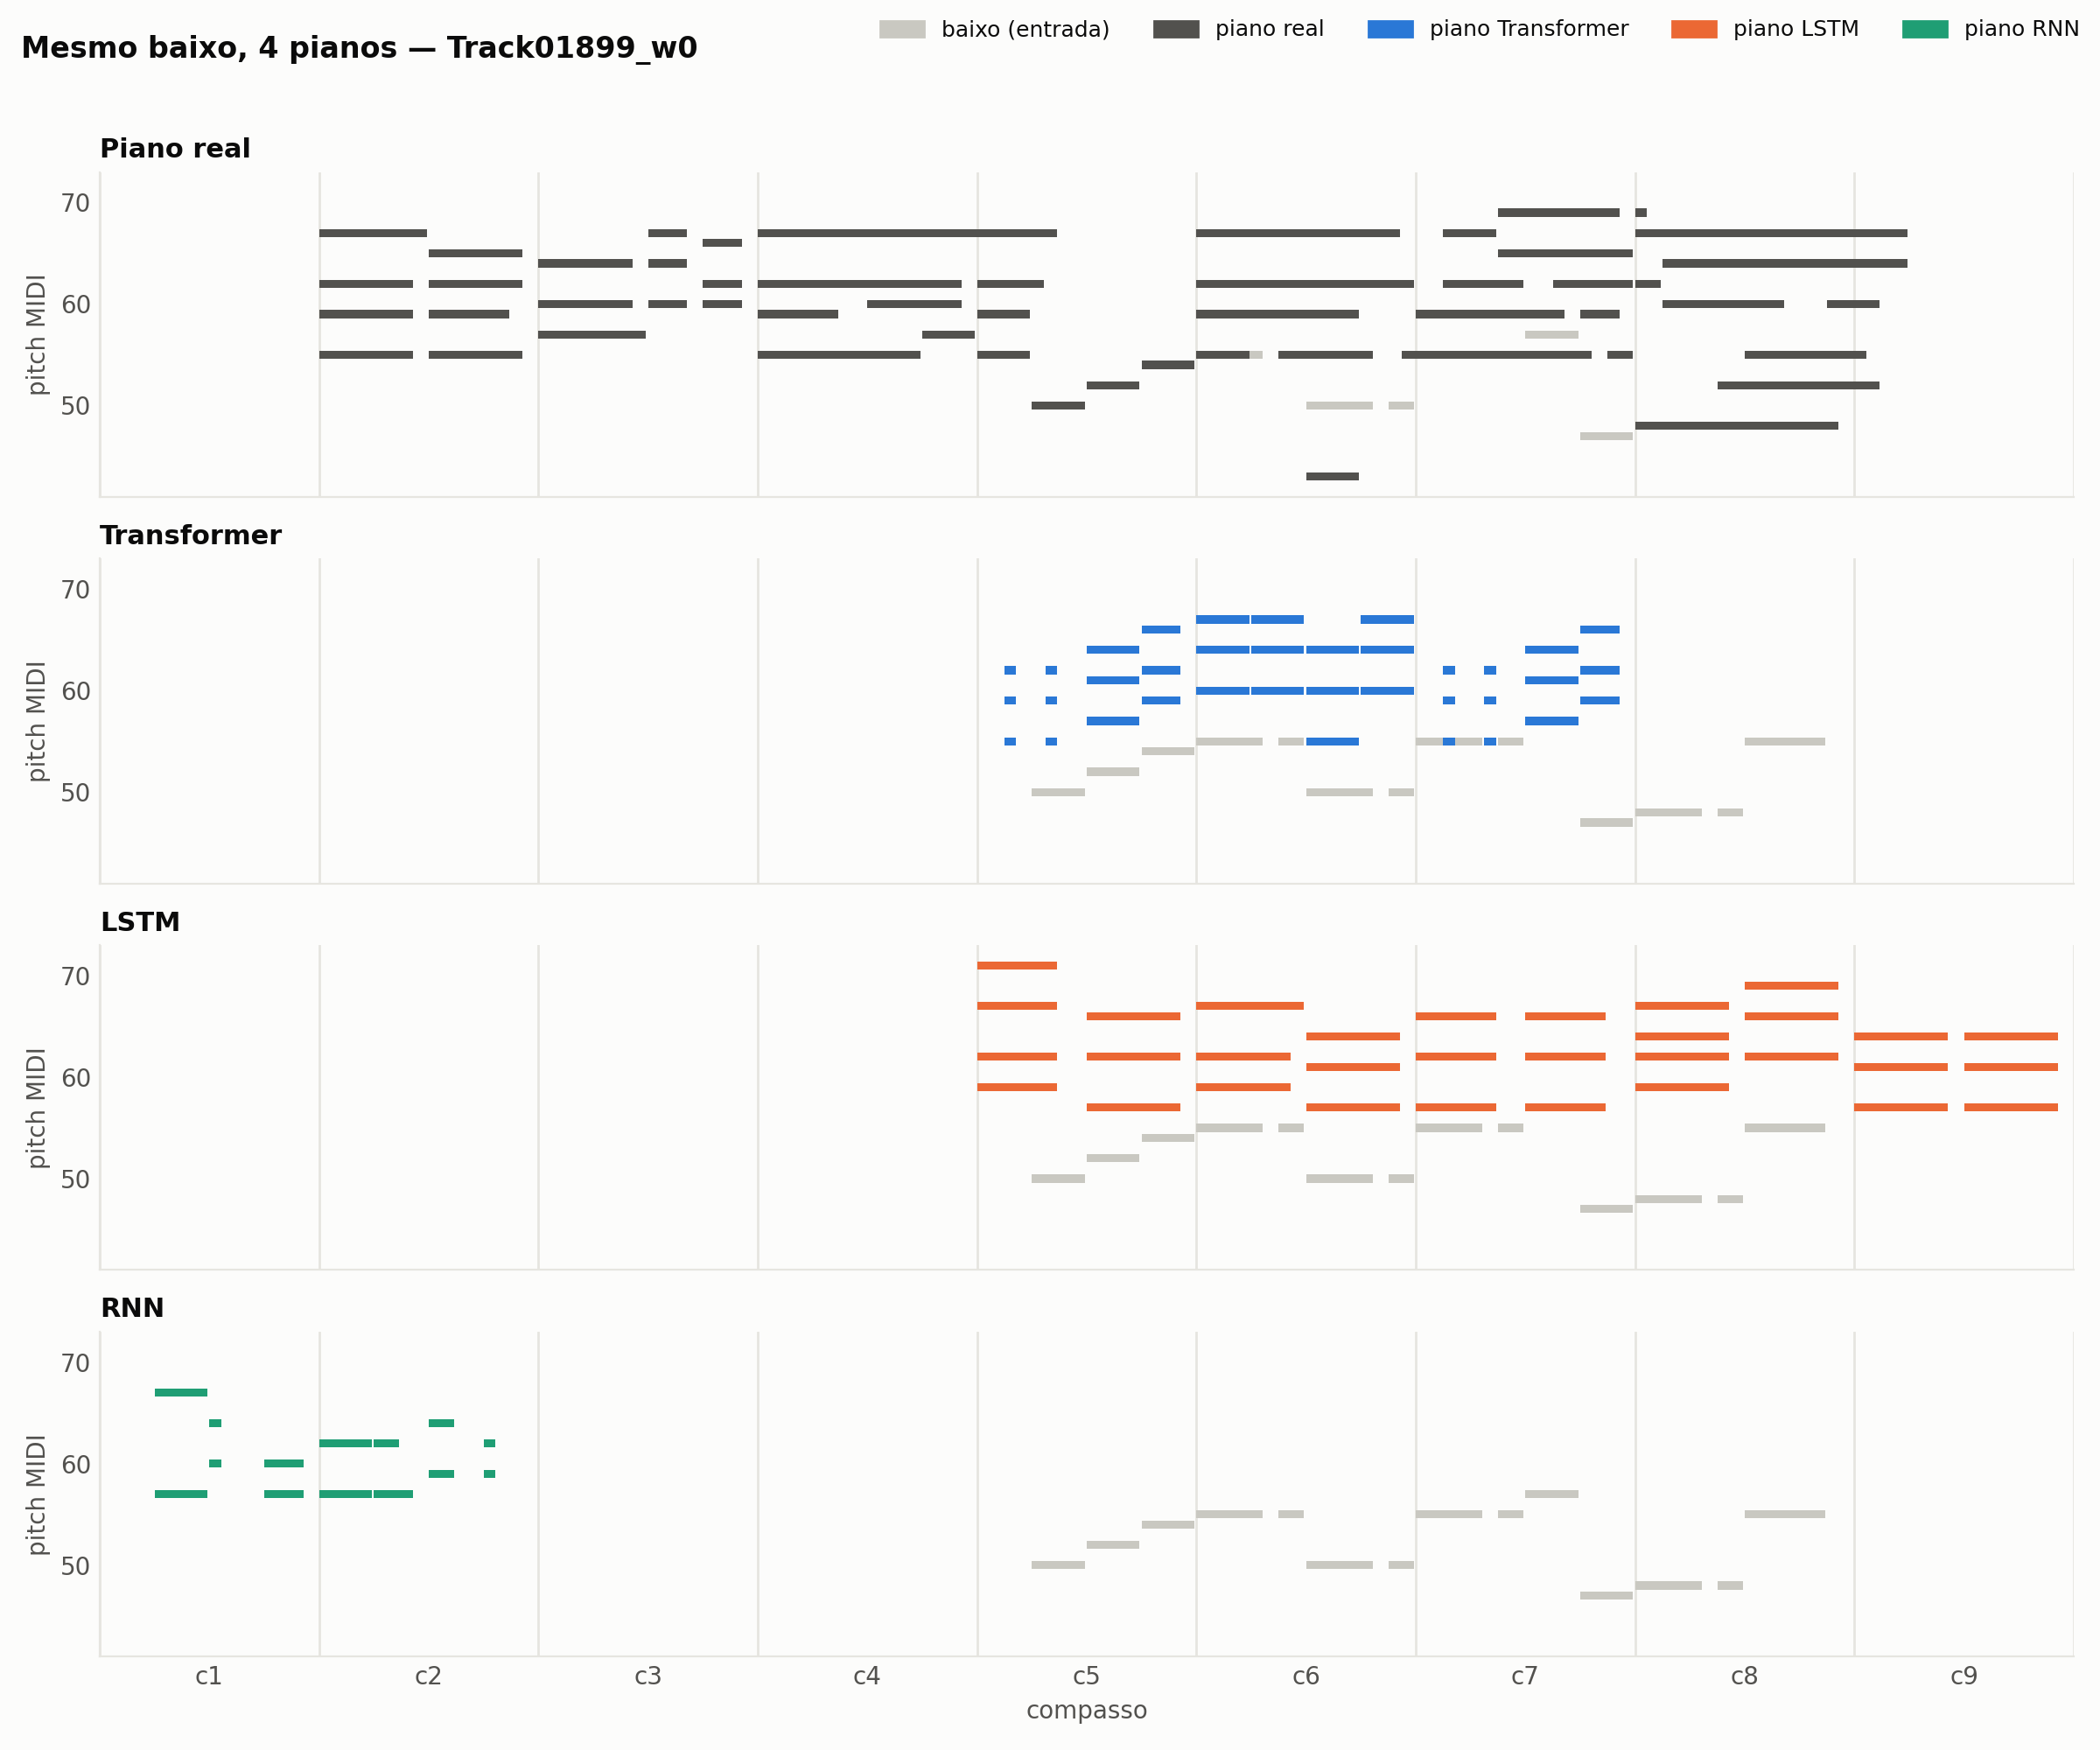 Mesmo baixo, 4 pianos — Track01899_w0
baixo (entrada) piano real piano Transformer piano LSTM piano RNN
Piano real
70
60
50
pitch MIDI
Transformer
70
60
50
pitch MIDI
LSTM
70
60
50
pitch MIDI
RNN
70
60
50
pitch MIDI
c1 c2 c3 c4 c5 c6 c7 c8 c9
compasso